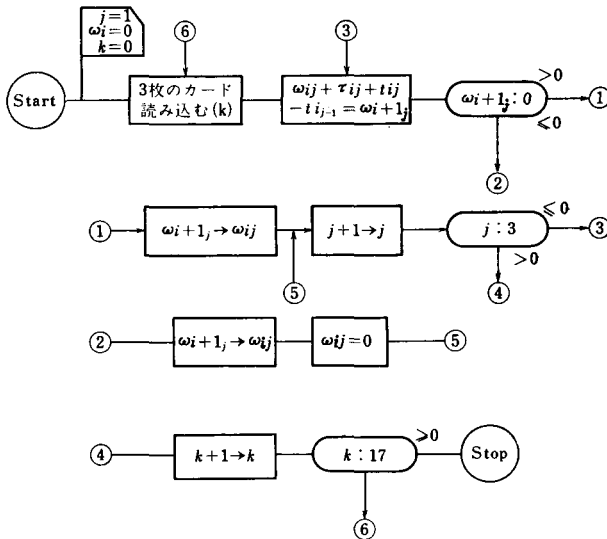 j=1
ωi=0
k=0
Start
⑥
3枚のカード
読み込む(k)
③
ωij+τij+tij
−ti j−1=ωi+1j
ωi+1j:0
>0
≤0
①
②
①
ωi+1j→ωij
⑤
j+1→j
j:3
≤0
>0
③
④
②
ωi+1j→ωij
ωij=0
⑤
④
k+1→k
k:17
>0
Stop
⑥